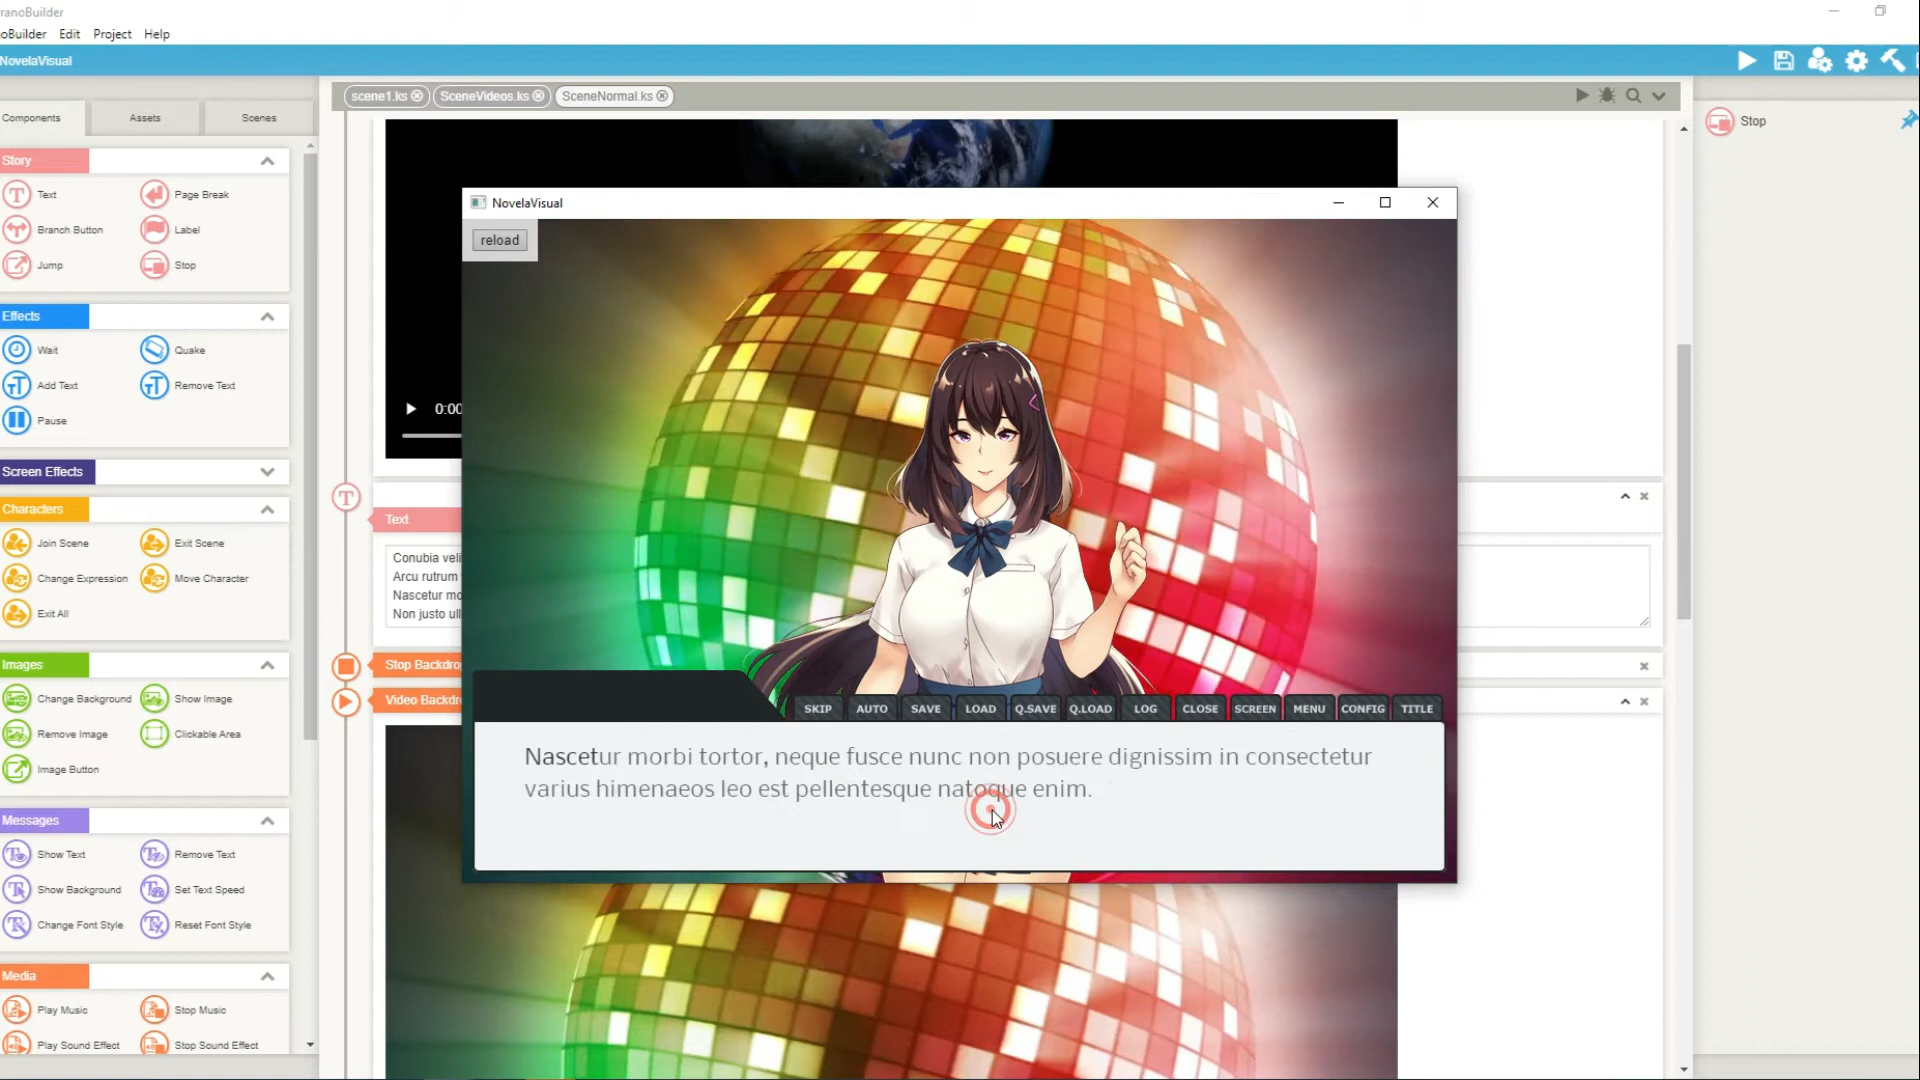 ranoBuilder
oBuilder Edit Project Help
NovelaVisual
Components Assets Scenes
scene1.ks SceneVideos.ks SceneNormal.ks
Stop
Story
Text Page Break
Branch Button Label
Jump Stop
Effects
Wait Quake
Add Text Remove Text
Pause
Screen Effects
Characters
Join Scene Exit Scene
Change Expression Move Character
Exit All
Images
Change Background Show Image
Remove Image Clickable Area
Image Button
Messages
Show Text Remove Text
Show Background Set Text Speed
Change Font Style Reset Font Style
Media
Play Music Stop Music
Play Sound Effect Stop Sound Effect
0:00
Text
Conubia veli
Arcu rutrum
Nascetur mo
Non justo ull
Stop Backdro
Video Backdro
NovelaVisual
reload
SKIP AUTO SAVE LOAD Q.SAVE Q.LOAD LOG CLOSE SCREEN MENU CONFIG TITLE
Nascetur morbi tortor, neque fusce nunc non posuere dignissim in consectetur
varius himenaeos leo est pellentesque natoque enim.